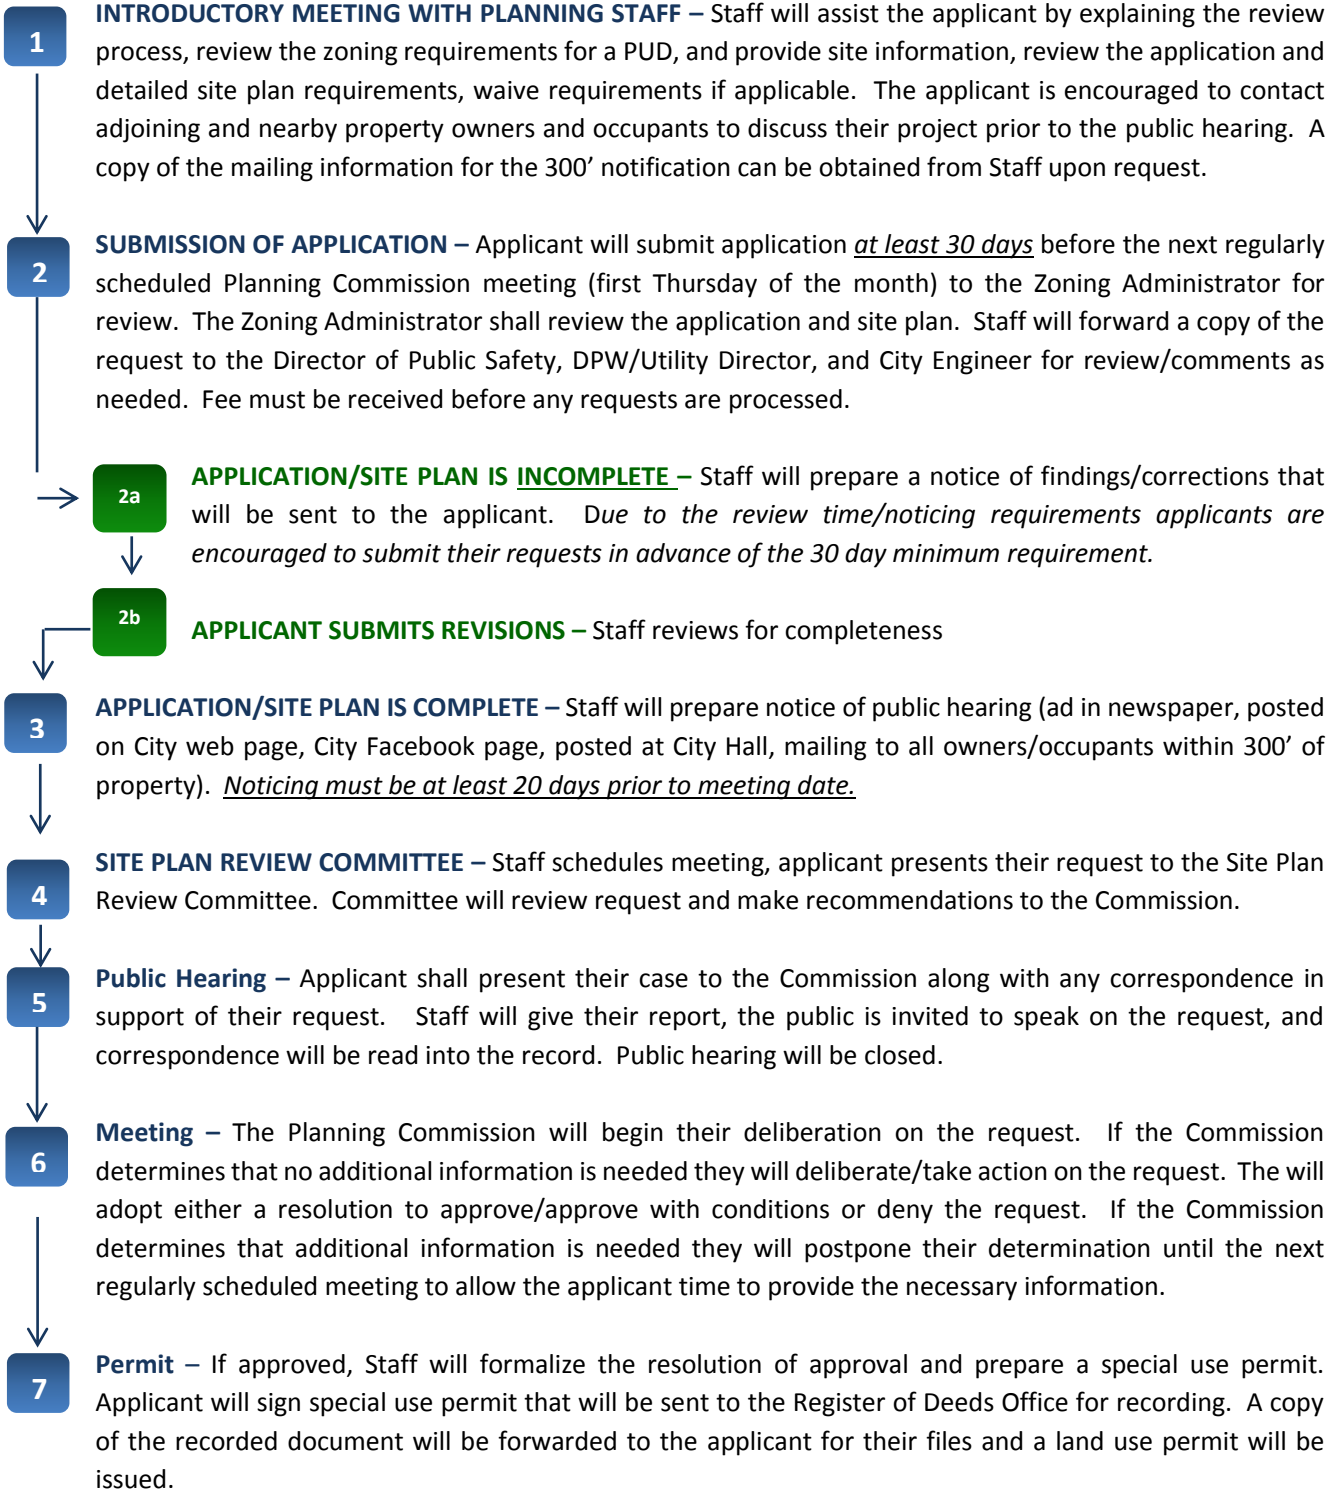 1
INTRODUCTORY MEETING WITH PLANNING STAFF – Staff will assist the applicant by explaining the review
process, review the zoning requirements for a PUD, and provide site information, review the application and
detailed site plan requirements, waive requirements if applicable. The applicant is encouraged to contact
adjoining and nearby property owners and occupants to discuss their project prior to the public hearing. A
copy of the mailing information for the 300’ notification can be obtained from Staff upon request.
2
SUBMISSION OF APPLICATION – Applicant will submit application at least 30 days before the next regularly
scheduled Planning Commission meeting (first Thursday of the month) to the Zoning Administrator for
review. The Zoning Administrator shall review the application and site plan. Staff will forward a copy of the
request to the Director of Public Safety, DPW/Utility Director, and City Engineer for review/comments as
needed. Fee must be received before any requests are processed.
2a
APPLICATION/SITE PLAN IS INCOMPLETE – Staff will prepare a notice of findings/corrections that
will be sent to the applicant. Due to the review time/noticing requirements applicants are
encouraged to submit their requests in advance of the 30 day minimum requirement.
2b
APPLICANT SUBMITS REVISIONS – Staff reviews for completeness
3
APPLICATION/SITE PLAN IS COMPLETE – Staff will prepare notice of public hearing (ad in newspaper, posted
on City web page, City Facebook page, posted at City Hall, mailing to all owners/occupants within 300’ of
property). Noticing must be at least 20 days prior to meeting date.
4
SITE PLAN REVIEW COMMITTEE – Staff schedules meeting, applicant presents their request to the Site Plan
Review Committee. Committee will review request and make recommendations to the Commission.
5
Public Hearing – Applicant shall present their case to the Commission along with any correspondence in
support of their request. Staff will give their report, the public is invited to speak on the request, and
correspondence will be read into the record. Public hearing will be closed.
6
Meeting – The Planning Commission will begin their deliberation on the request. If the Commission
determines that no additional information is needed they will deliberate/take action on the request. The will
adopt either a resolution to approve/approve with conditions or deny the request. If the Commission
determines that additional information is needed they will postpone their determination until the next
regularly scheduled meeting to allow the applicant time to provide the necessary information.
7
Permit – If approved, Staff will formalize the resolution of approval and prepare a special use permit.
Applicant will sign special use permit that will be sent to the Register of Deeds Office for recording. A copy
of the recorded document will be forwarded to the applicant for their files and a land use permit will be
issued.